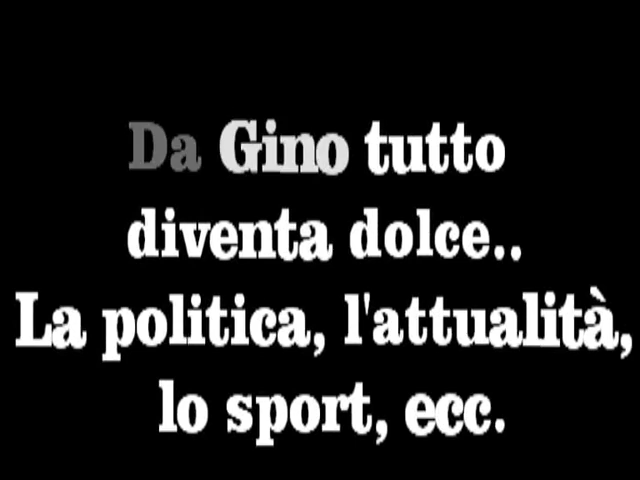 Da Gino tutto
diventa dolce..
La politica, l'attualità,
lo sport, ecc.